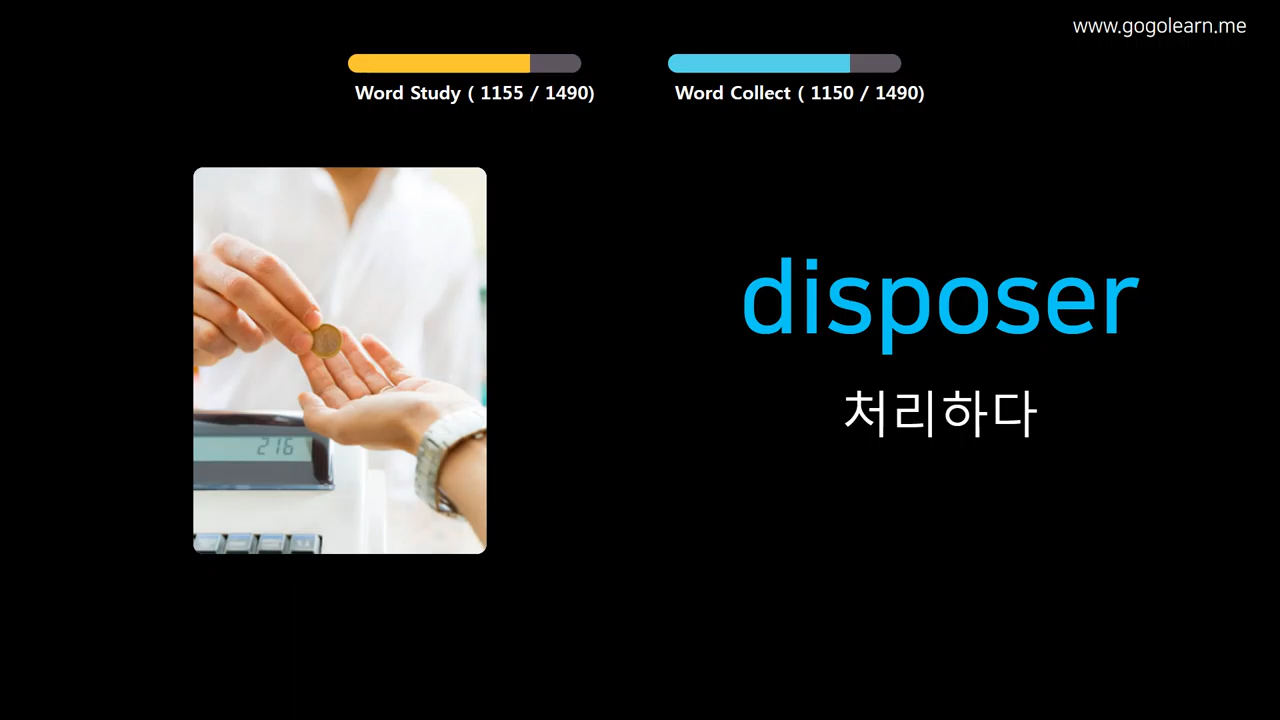 www.gogolearn.me
Word Study ( 1155 / 1490)
Word Collect ( 1150 / 1490)
disposer
처리하다
216